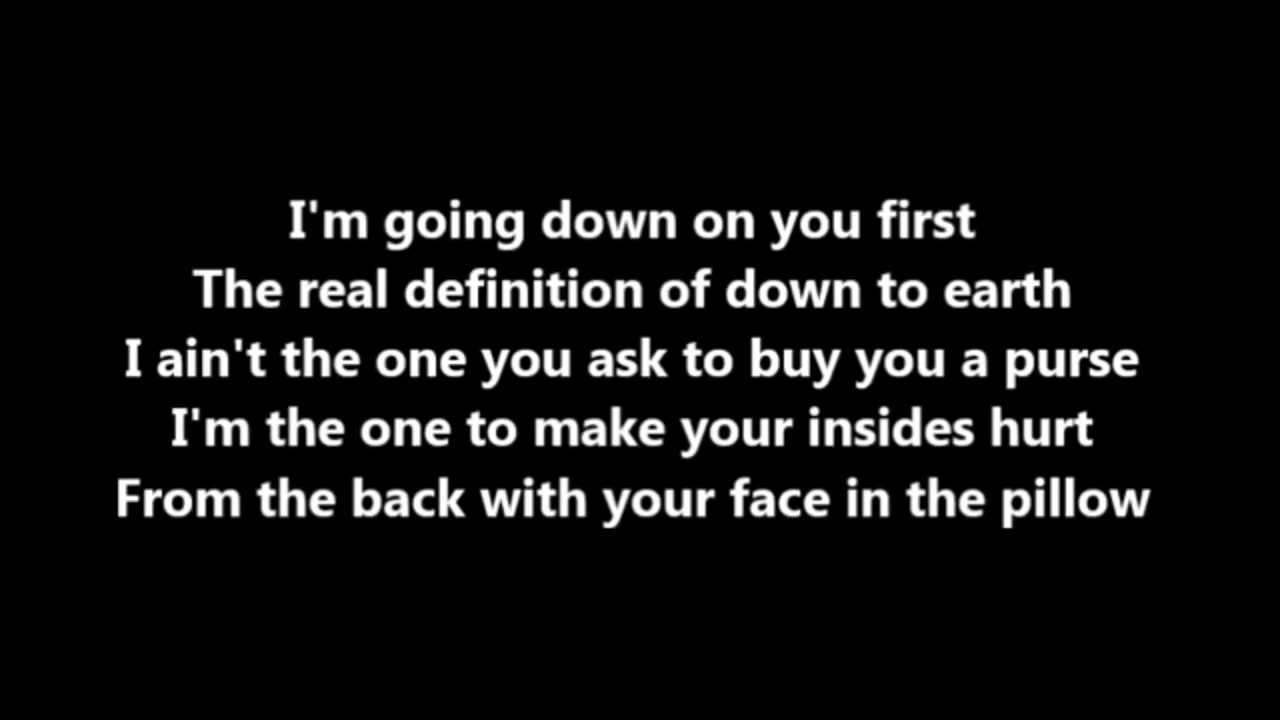 I'm going down on you first
The real definition of down to earth
I ain't the one you ask to buy you a purse
I'm the one to make your insides hurt
From the back with your face in the pillow